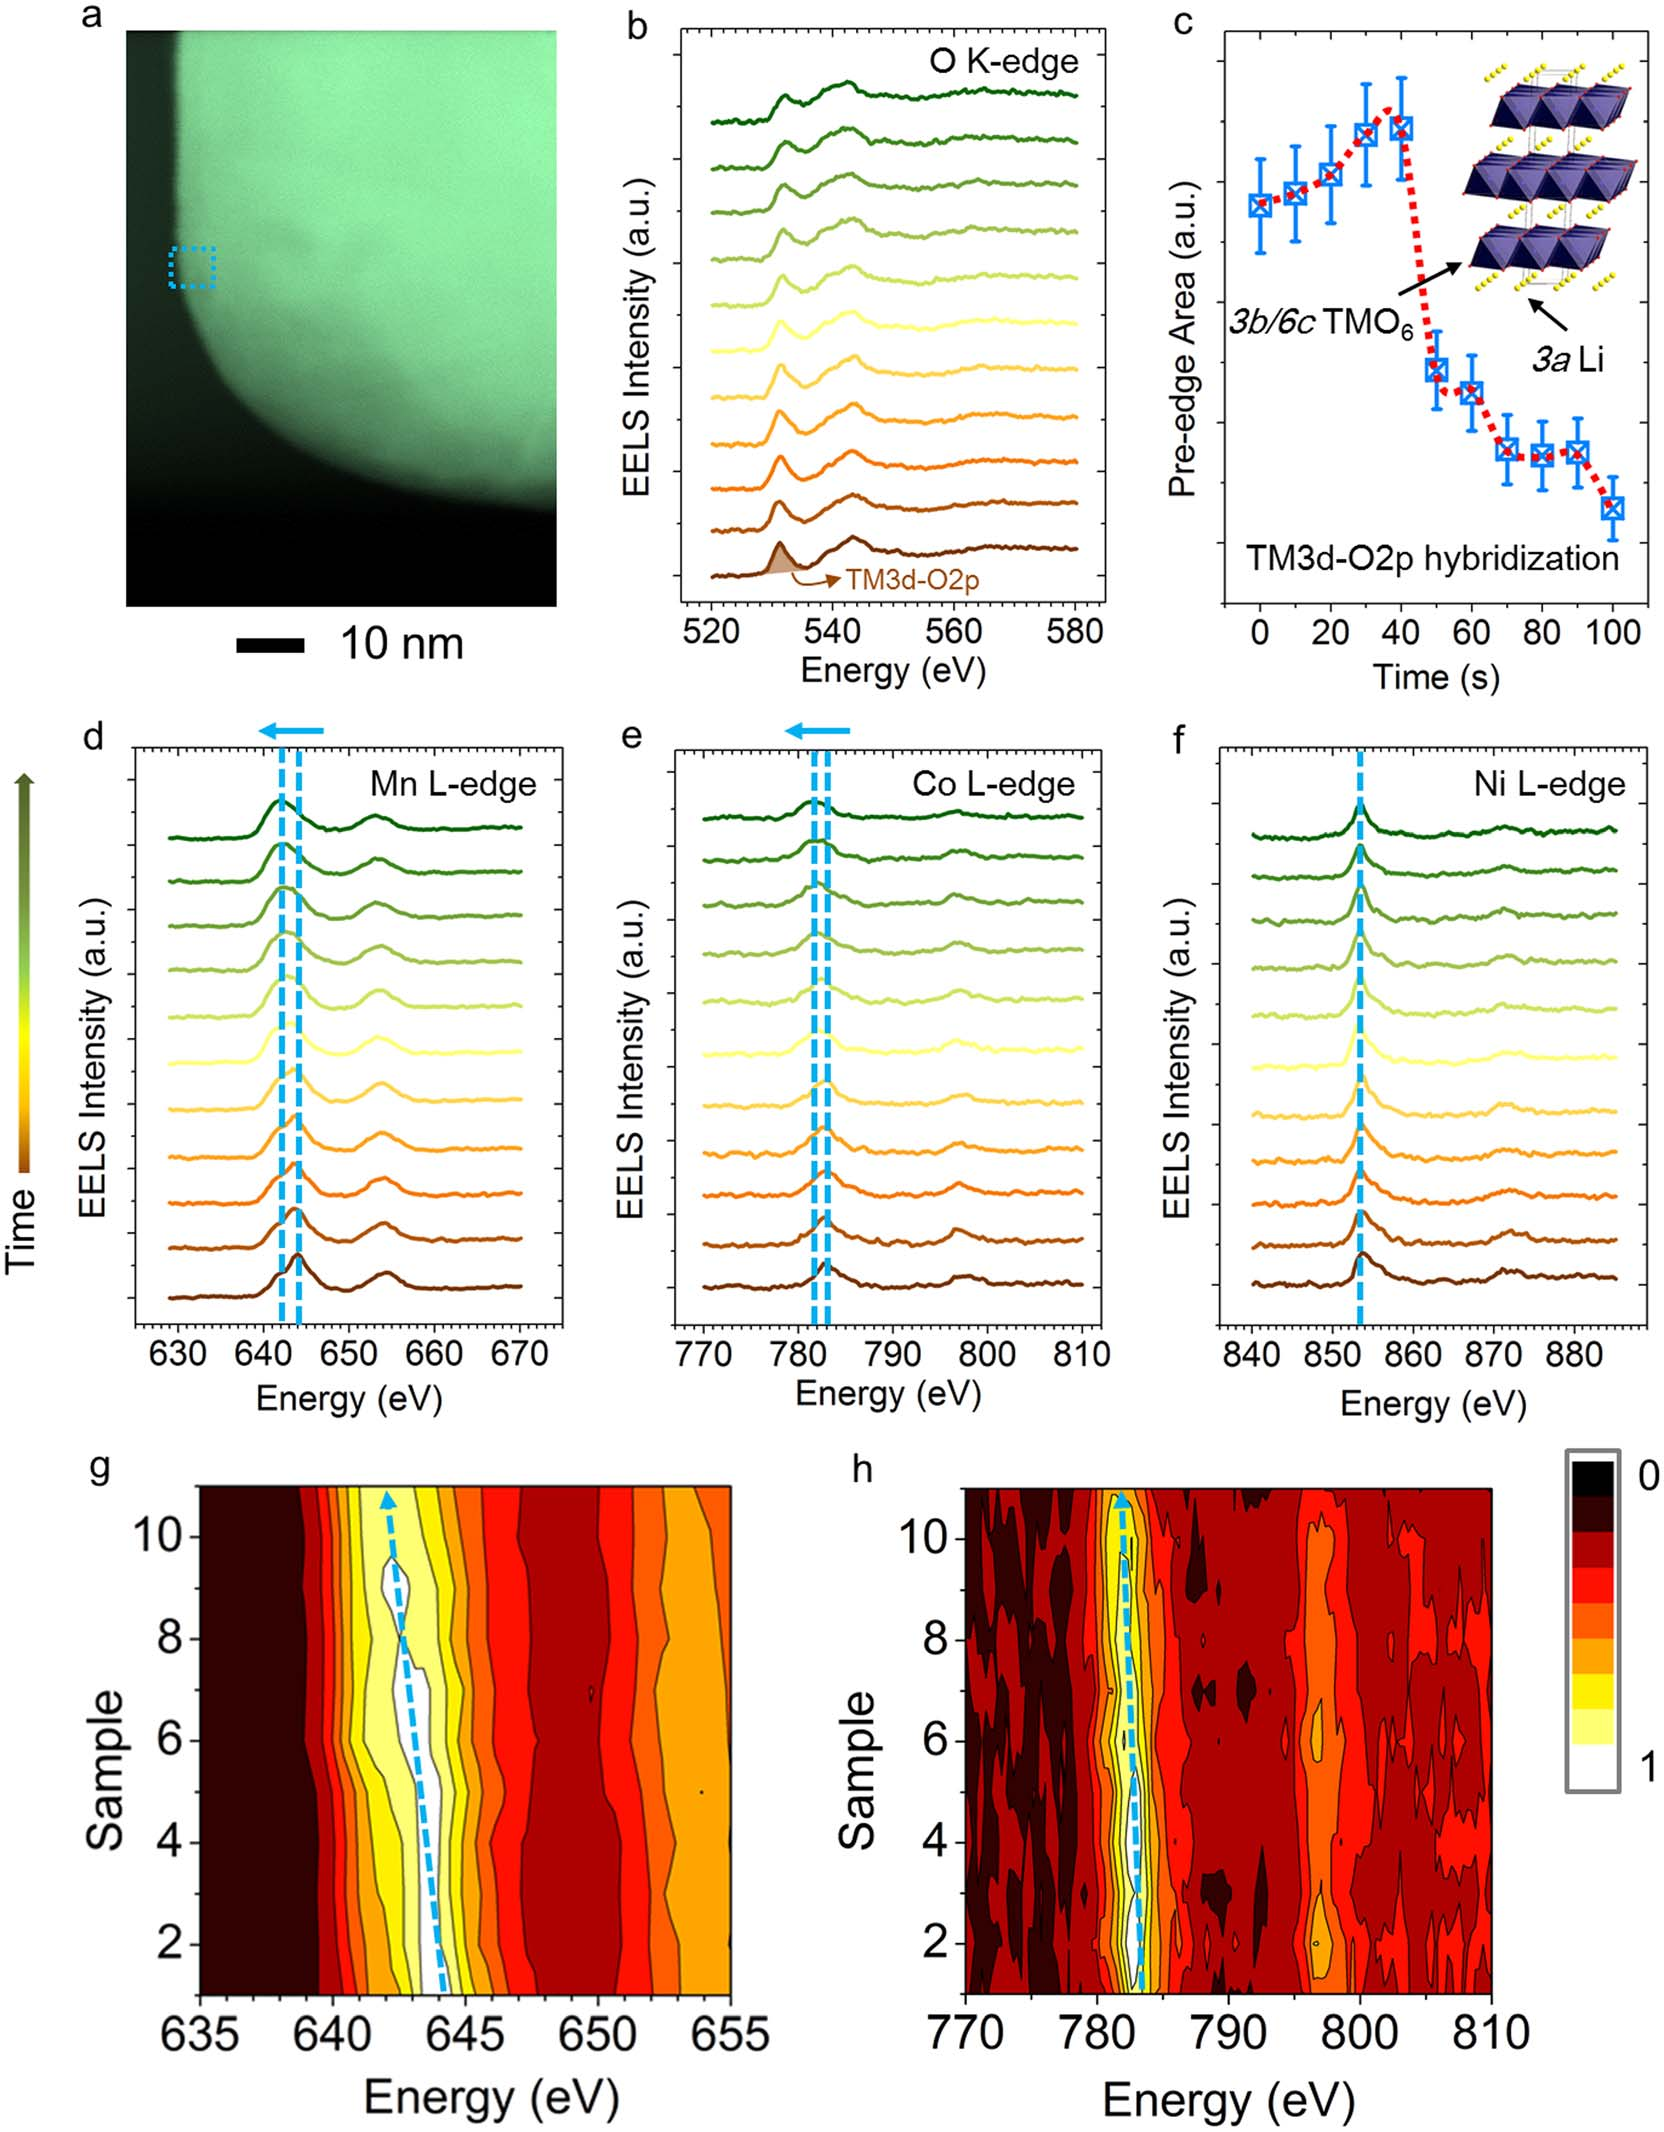 a
10 nm
b
O K-edge
EELS Intensity (a.u.)
TM3d-O2p
520 540 560 580
Energy (eV)
c
Pre-edge Area (a.u.)
3b/6c TMO6
3a Li
TM3d-O2p hybridization
0 20 40 60 80 100
Time (s)
Time
d
Mn L-edge
EELS Intensity (a.u.)
630 640 650 660 670
Energy (eV)
e
Co L-edge
EELS Intensity (a.u.)
770 780 790 800 810
Energy (eV)
f
Ni L-edge
EELS Intensity (a.u.)
840 850 860 870 880
Energy (eV)
g
Sample
10
8
6
4
2
635 640 645 650 655
Energy (eV)
h
Sample
10
8
6
4
2
770 780 790 800 810
Energy (eV)
0
1